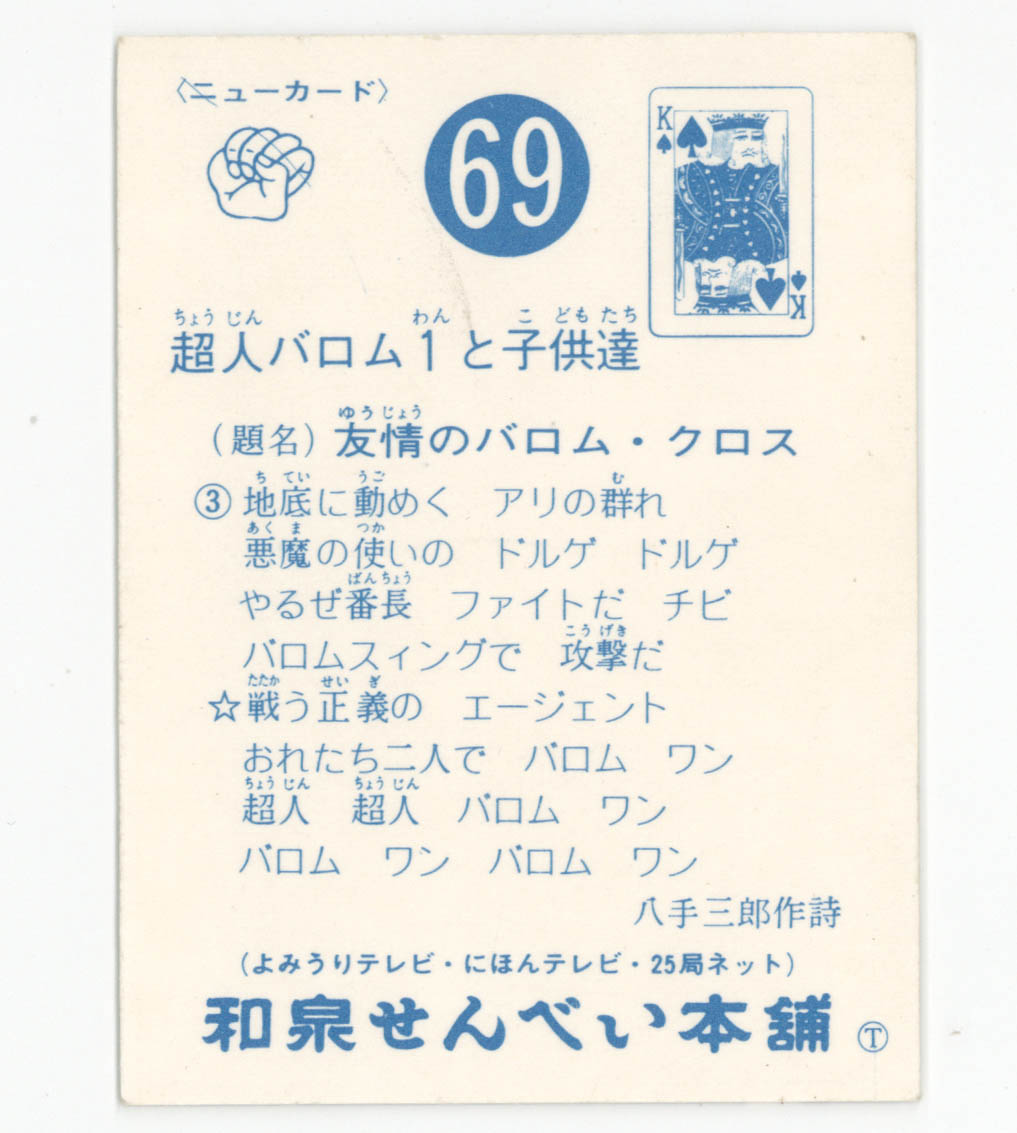 〈ニューカード〉
69
K
K
ちょうじん わん こどもたち
超人バロム1と子供達
ゆうじょう
(題名)友情のバロム・クロス
ちてい うご む
③地底に動めく アリの群れ
あくま つか
悪魔の使いの ドルゲ ドルゲ
ばんちょう
やるぜ番長 ファイトだ チビ
こうげき
バロムスィングで 攻撃だ
たたか せいぎ
☆戦う正義の エージェント
おれたち二人で バロム ワン
ちょうじん ちょうじん
超人 超人 バロム ワン
バロム ワン バロム ワン
八手三郎作詩
(よみうりテレビ・にほんテレビ・25局ネット)
和泉せんべい本舗 Ⓣ